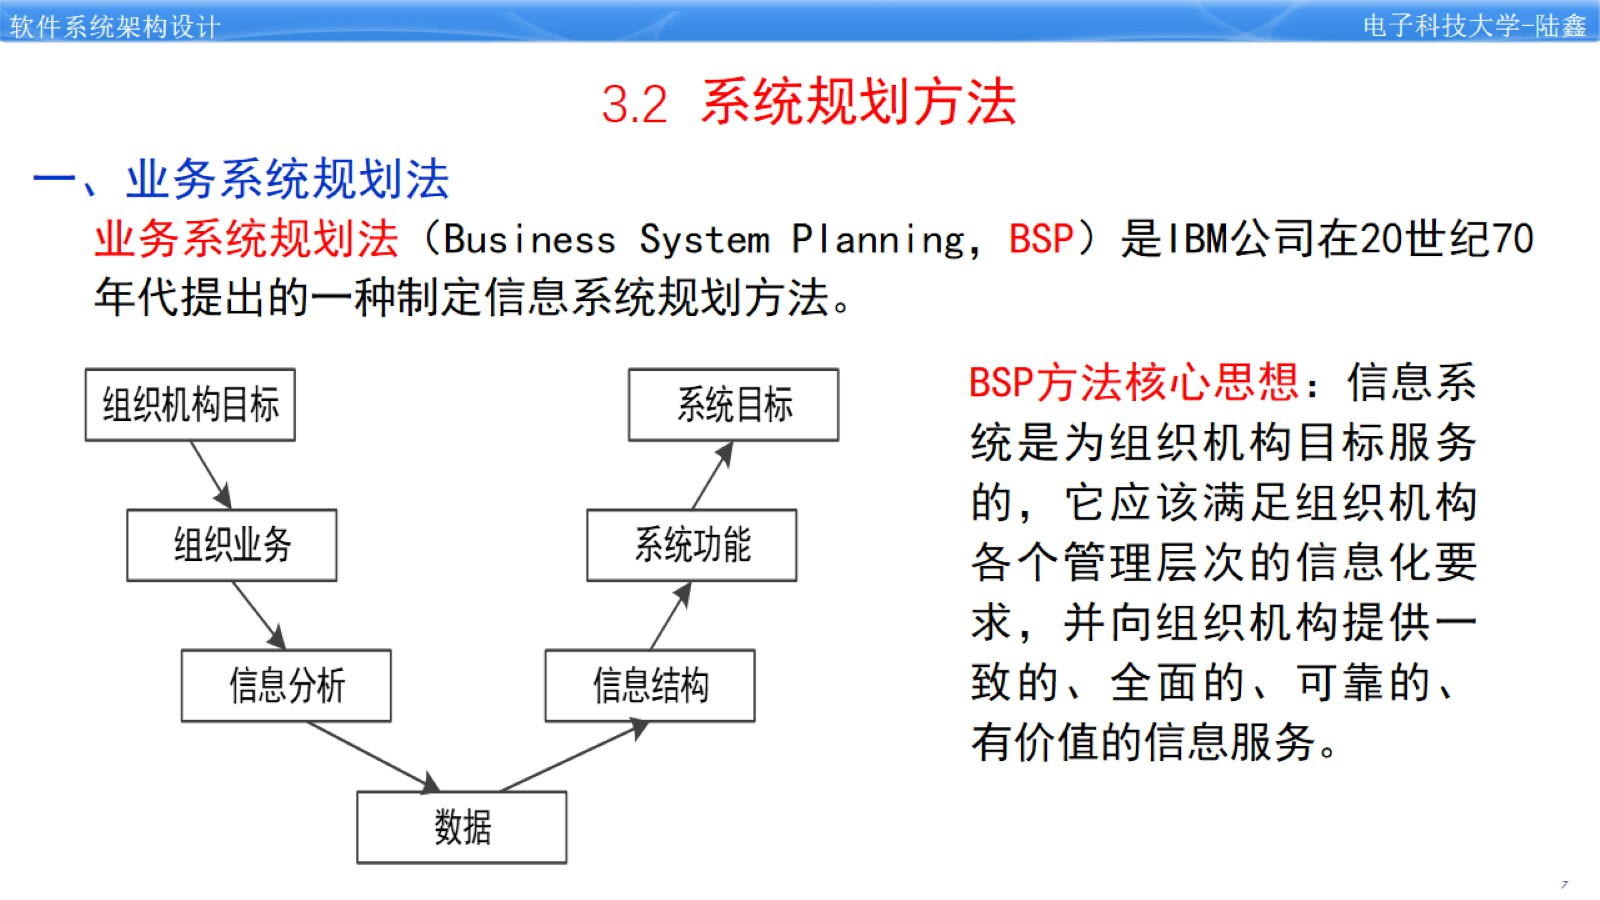 软件系统架构设计
电子科技大学-陆鑫
3.2 系统规划方法
一、业务系统规划法
业务系统规划法（Business System Planning，BSP）是IBM公司在20世纪70
年代提出的一种制定信息系统规划方法。
组织机构目标
系统目标
组织业务
系统功能
信息分析
信息结构
数据
BSP方法核心思想：信息系
统是为组织机构目标服务
的，它应该满足组织机构
各个管理层次的信息化要
求，并向组织机构提供一
致的、全面的、可靠的、
有价值的信息服务。
7